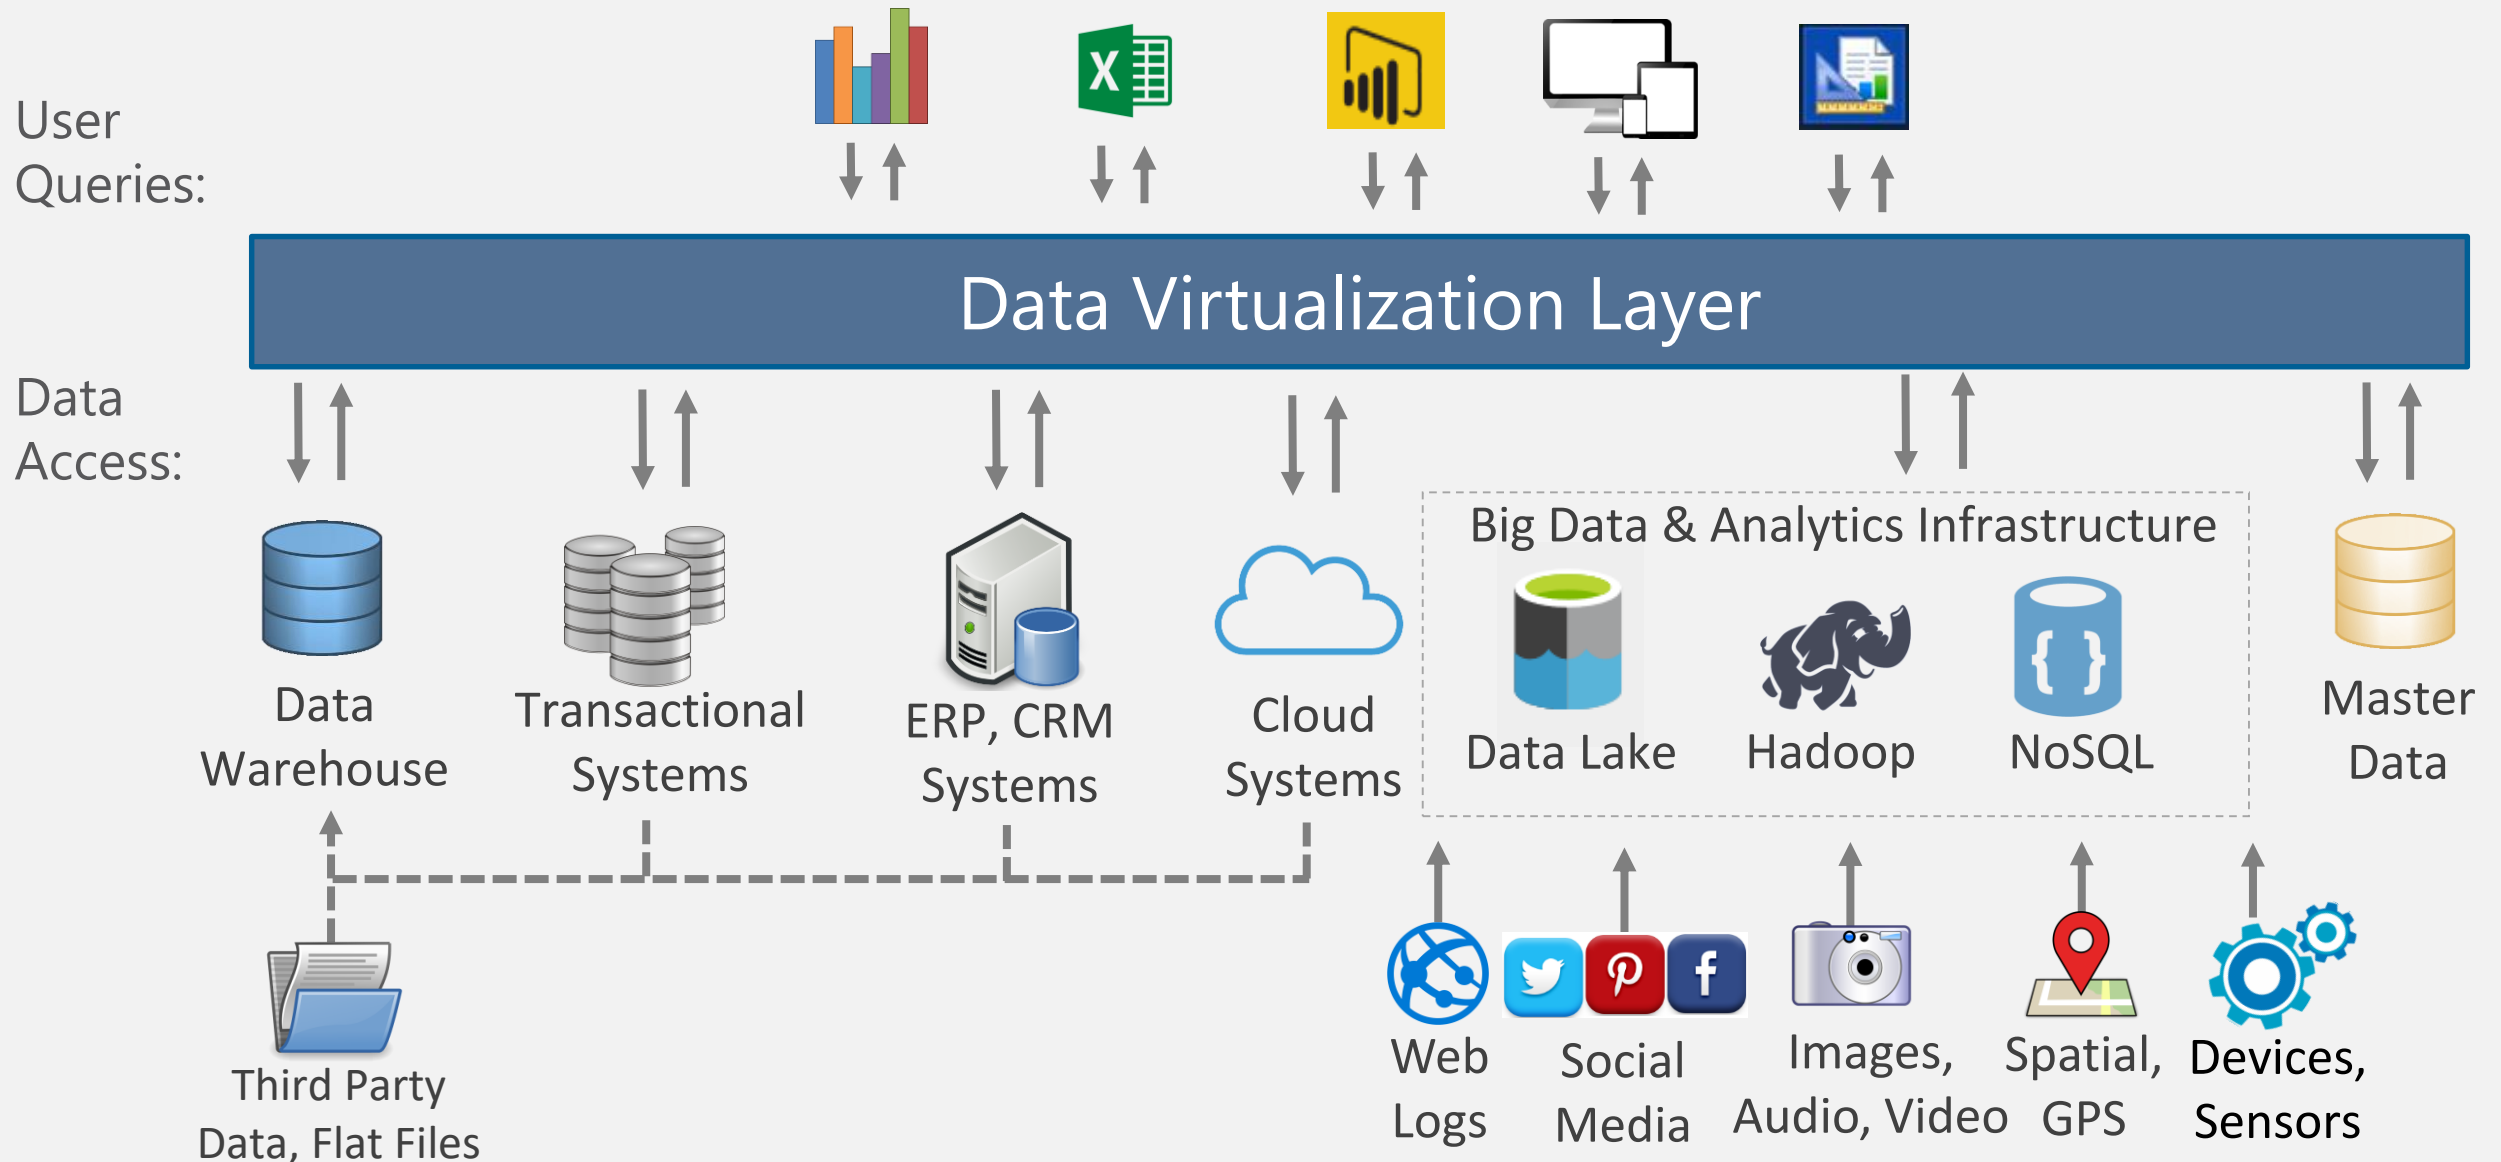 User
Queries:
Data Virtualization Layer
Data
Access:
Big Data & Analytics Infrastructure
Data
Warehouse
Transactional
Systems
ERP, CRM
Systems
Cloud
Systems
Data Lake
Hadoop
NoSQL
Master
Data
Third Party
Data, Flat Files
Web
Logs
Social
Media
Images,
Audio, Video
Spatial,
GPS
Devices,
Sensors